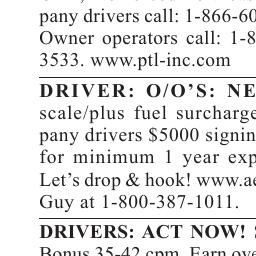 pany drivers call: 1-866-60
Owner operators call: 1-8
3533. www.ptl-inc.com
DRIVER: O/O'S: NE
scale/plus fuel surcharge
pany drivers $5000 signin
for minimum 1 year exp
Let's drop & hook! www.ac
Guy at 1-800-387-1011.
DRIVERS: ACT NOW!
Bonus 35-42 cpm. Earn ove